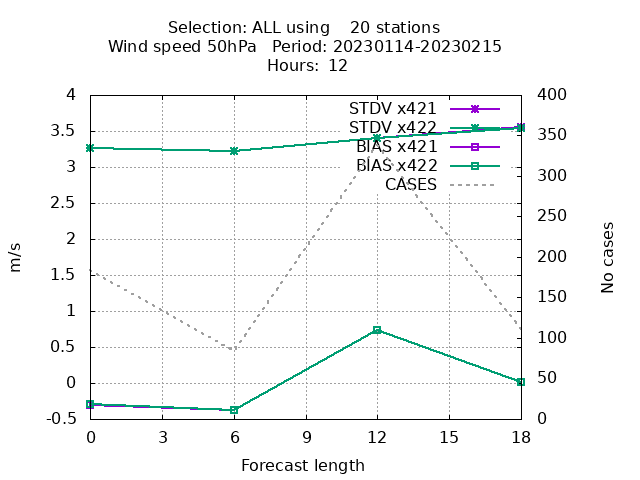 Selection: ALL using    20 stations
Wind speed 50hPa   Period: 20230114-20230215
Hours:  12
4
3.5
3
2.5
2
1.5
1
0.5
0
-0.5
m/s
STDV x421
STDV x422
BIAS x421
BIAS x422
CASES
400
350
300
250
200
150
100
50
0
No cases
0 3 6 9 12 15 18
Forecast length